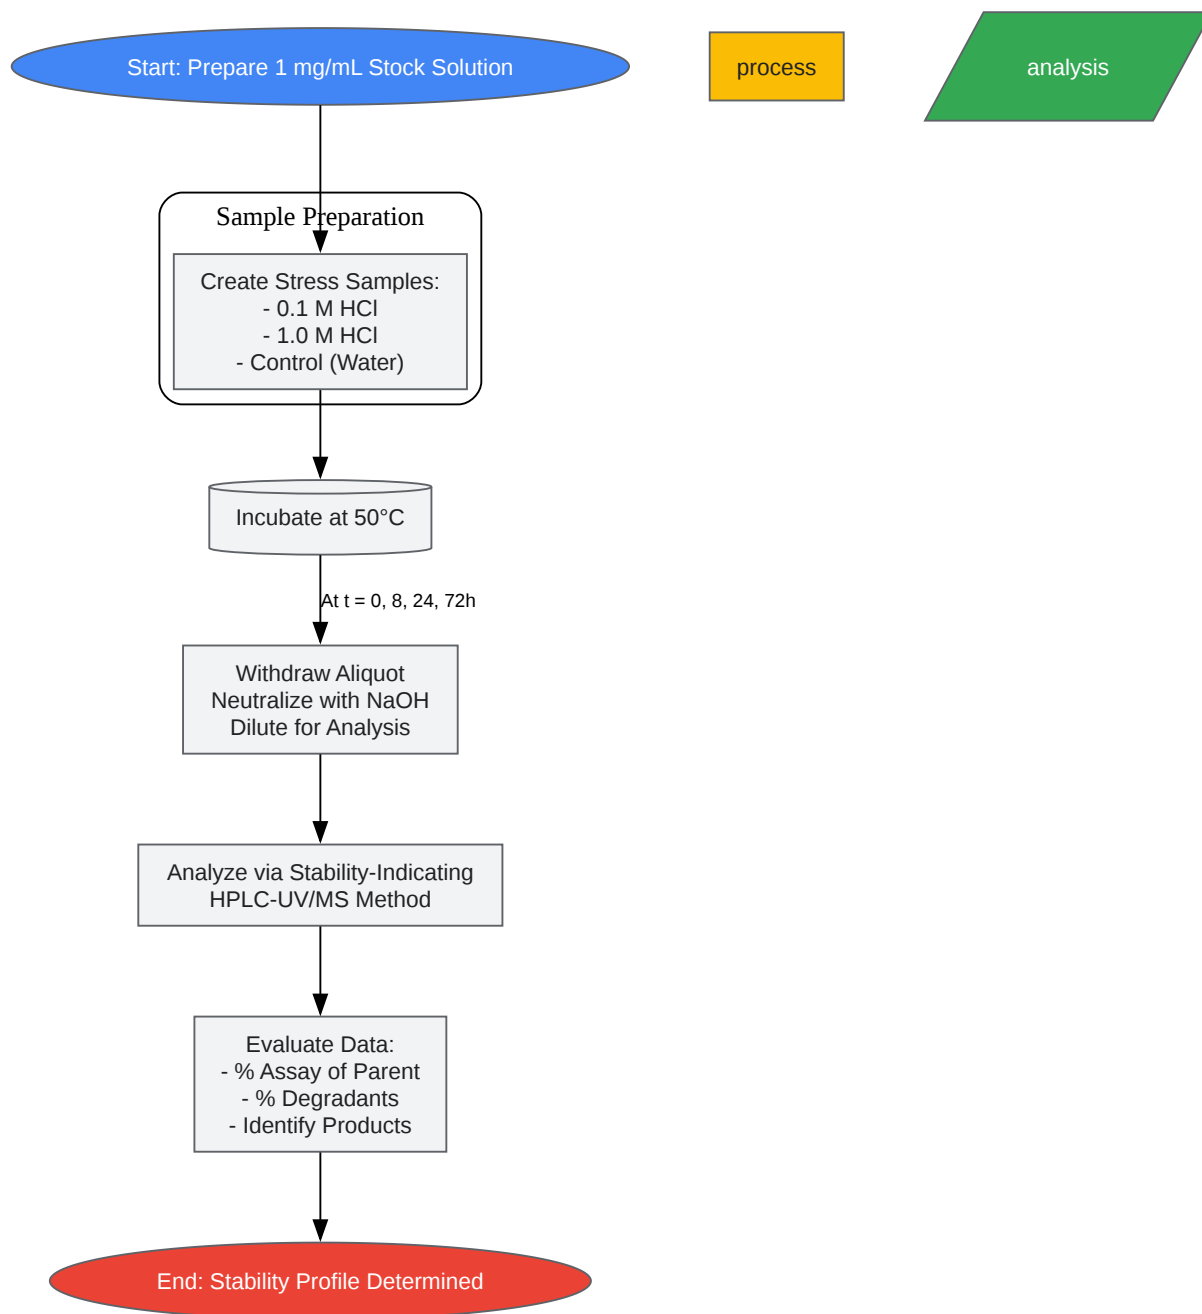 Start: Prepare 1 mg/mL Stock Solution
process
analysis
Sample Preparation
Create Stress Samples:
- 0.1 M HCl
- 1.0 M HCl
- Control (Water)
Incubate at 50°C
At t = 0, 8, 24, 72h
Withdraw Aliquot
Neutralize with NaOH
Dilute for Analysis
Analyze via Stability-Indicating
HPLC-UV/MS Method
Evaluate Data:
- % Assay of Parent
- % Degradants
- Identify Products
End: Stability Profile Determined